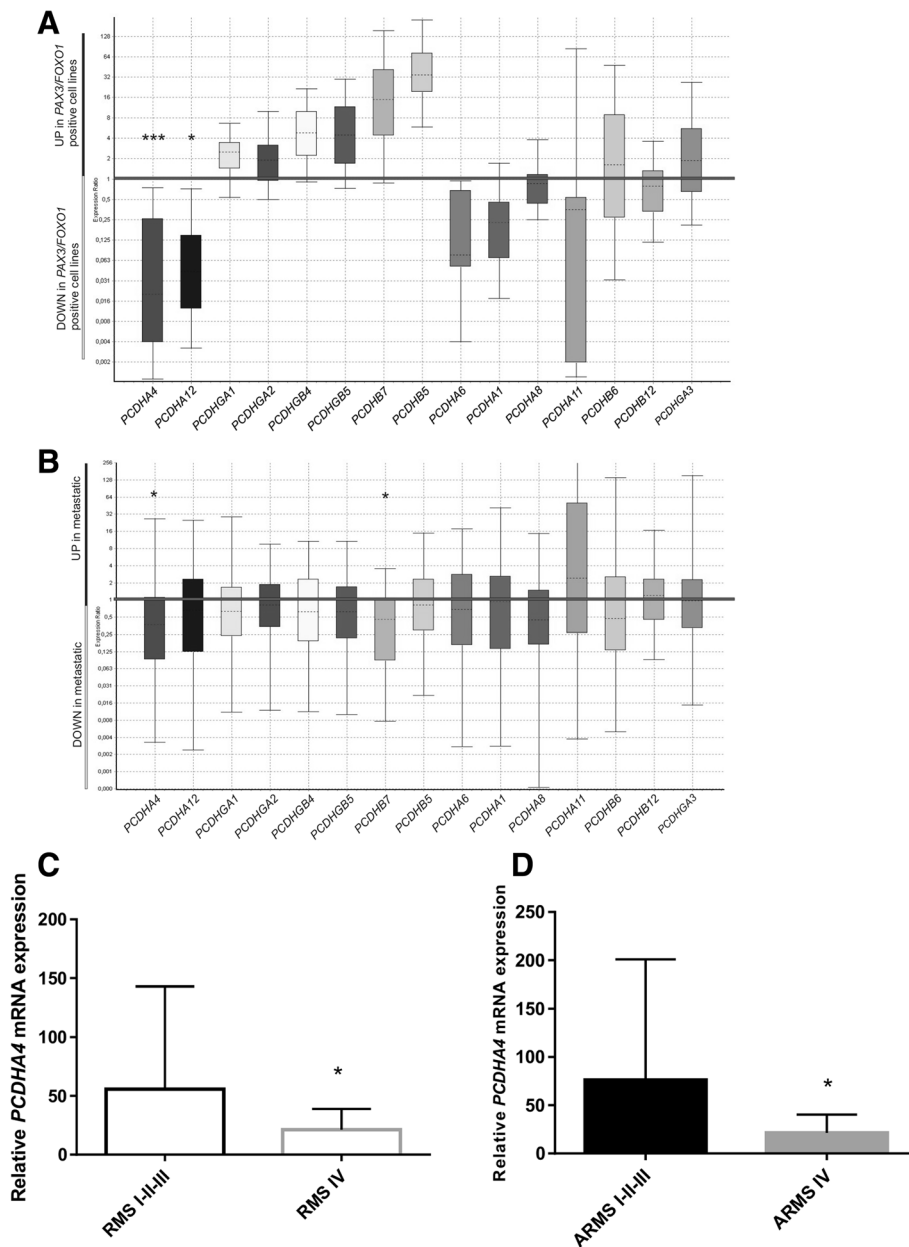 A
UP in PAX3/FOXO1
positive cell lines
DOWN in PAX3/FOXO1
positive cell lines
Expression Ratio
128
64
32
16
8
4
2
1
0,5
0,25
0,125
0,063
0,031
0,016
0,008
0,004
0,002
***
*
PCDHA4
PCDHA12
PCDHGA1
PCDHGA2
PCDHGB4
PCDHGB5
PCDHB7
PCDHB5
PCDHA6
PCDHA1
PCDHA8
PCDHA11
PCDHB6
PCDHB12
PCDHGA3
B
UP in metastatic
DOWN in metastatic
Expression Ratio
256
128
64
32
16
8
4
2
1
0,5
0,25
0,125
0,063
0,031
0,016
0,008
0,004
0,002
0,000
0,000
*
*
PCDHA4
PCDHA12
PCDHGA1
PCDHGA2
PCDHGB4
PCDHGB5
PCDHB7
PCDHB5
PCDHA6
PCDHA1
PCDHA8
PCDHA11
PCDHB6
PCDHB12
PCDHGA3
C
Relative PCDHA4 mRNA expression
200
150
100
50
0
*
RMS I-II-III
RMS IV
D
Relative PCDHA4 mRNA expression
250
200
150
100
50
0
*
ARMS I-II-III
ARMS IV